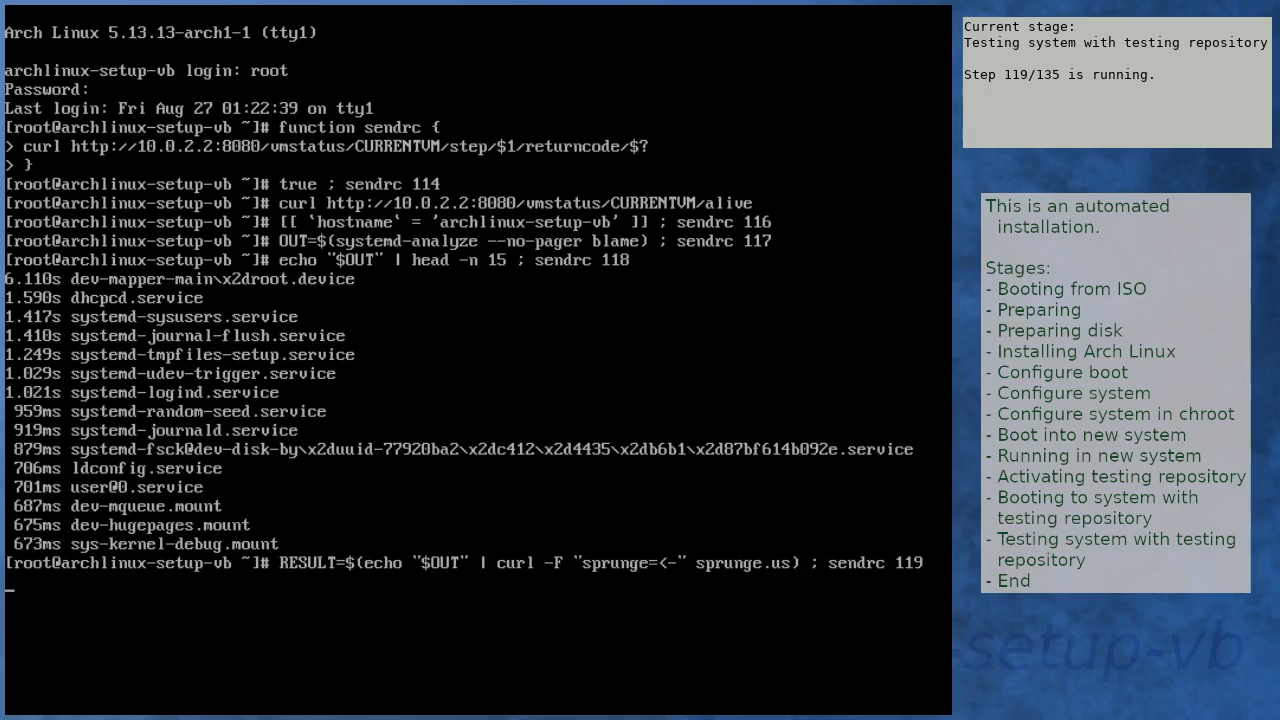 Arch Linux 5.13.13-arch1-1 (tty1)
archlinux-setup-vb login: root
Password:
Last login: Fri Aug 27 01:22:39 on tty1
[root@archlinux-setup-vb ~]# function sendrc {
> curl http://10.0.2.2:8080/vmstatus/CURRENTVM/step/$1/returncode/$?
> }
[root@archlinux-setup-vb ~]# true ; sendrc 114
[root@archlinux-setup-vb ~]# curl http://10.0.2.2:8080/vmstatus/CURRENTVM/alive
[root@archlinux-setup-vb ~]# [[ `hostname` = 'archlinux-setup-vb' ]] ; sendrc 116
[root@archlinux-setup-vb ~]# OUT=$(systemd-analyze --no-pager blame) ; sendrc 117
[root@archlinux-setup-vb ~]# echo "$OUT" | head -n 15 ; sendrc 118
6.110s dev-mapper-main\x2droot.device
1.590s dhcpcd.service
1.417s systemd-sysusers.service
1.410s systemd-journal-flush.service
1.249s systemd-tmpfiles-setup.service
1.029s systemd-udev-trigger.service
1.021s systemd-logind.service
959ms systemd-random-seed.service
919ms systemd-journald.service
879ms systemd-fsck@dev-disk-by\x2duuid-77920ba2\x2dc412\x2d4435\x2db6b1\x2d87bf614b092e.service
706ms ldconfig.service
701ms user@0.service
687ms dev-mqueue.mount
675ms dev-hugepages.mount
673ms sys-kernel-debug.mount
[root@archlinux-setup-vb ~]# RESULT=$(echo "$OUT" | curl -F "sprunge=<-" sprunge.us) ; sendrc 119
_
Current stage:
Testing system with testing repository
Step 119/135 is running.
This is an automated
installation.
Stages:
- Booting from ISO
- Preparing
- Preparing disk
- Installing Arch Linux
- Configure boot
- Configure system
- Configure system in chroot
- Boot into new system
- Running in new system
- Activating testing repository
- Booting to system with
testing repository
- Testing system with testing
repository
- End
-setup-vb